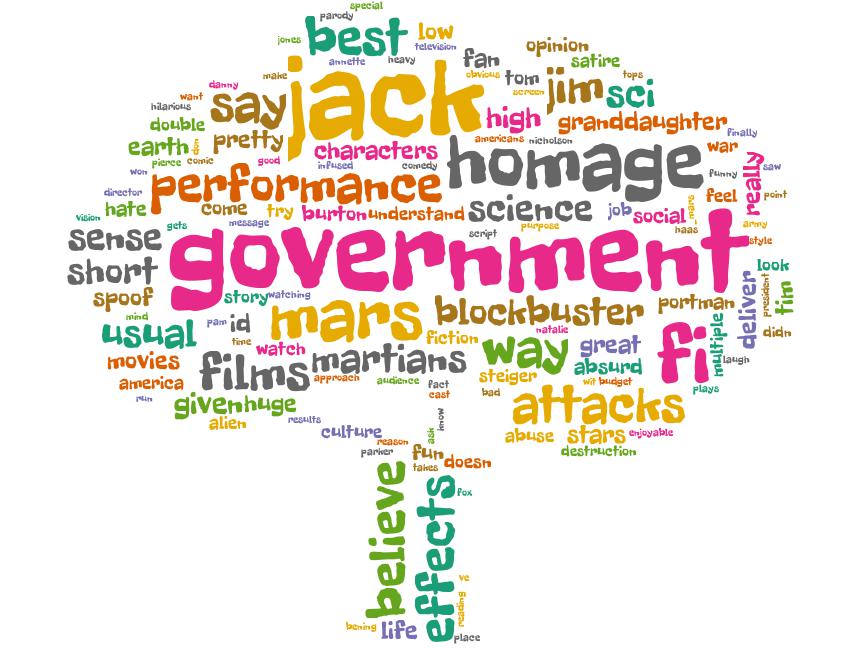 special
parody
jones
best
low
television
annette
heavy
fan
opinion
satire
obvious
tom
make
jack
jim
sci
tops
screen
danny
want
hilarious
say
high
granddaughter
double
earth
don
pretty
americans
nicholson
finally
characters
homage
war
pierce
comic
good
infused
comedy
funny
really
saw
won
performance
director
feel
point
hate
come
try
burton
understand
science
job
social
mars
vision
gets
message
purpose
haas
army
script
sense
government
style
short
look
spoof
story
watching
president
tim
mars
blockbuster
portman
deliver
mind
usual
pam
id
fiction
natalie
multiple
didn
time
watch
way
great
fi
movies
films
martians
absurd
laugh
america
approach
audience
fact
steiger
wit
budget
plays
run
cast
bad
givenhuge
attacks
alien
results
know
culture
ask
abuse
stars
enjoyable
reason
parker
fun
destruction
takes
doesn
believe
effects
fox
ve
reading
bening
life
place